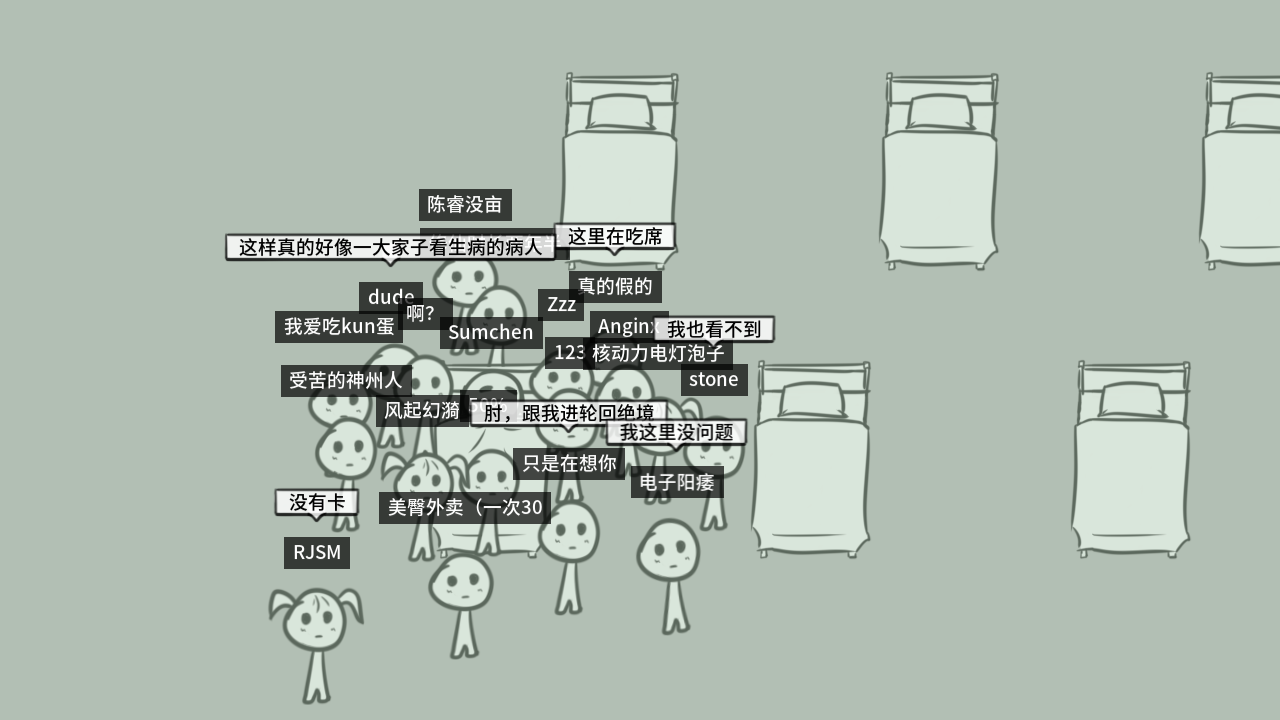 陈睿没亩
这里在吃席
这样真的好像一大家子看生病的病人
真的假的
dude
Zzz
啊?
我爱吃kun蛋
Sumchen
Angin
我也看不到
123
核动力电灯泡子
受苦的神州人
stone
风起幻漪
50%
肘，跟我进轮回绝境
我这里没问题
只是在想你
电子阳痿
没有卡
美臀外卖（一次30
RJSM